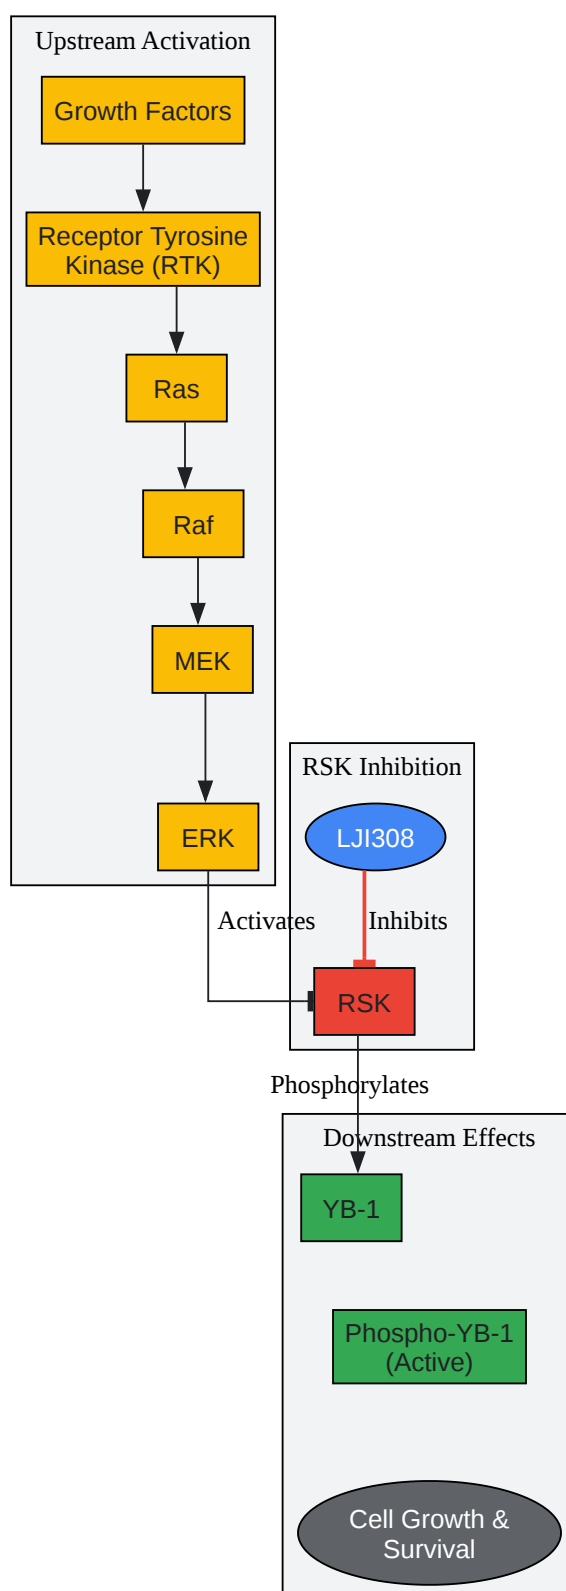 Upstream Activation
Growth Factors
Receptor Tyrosine
Kinase (RTK)
Ras
Raf
MEK
RSK Inhibition
ERK
LJI308
Activates
Inhibits
RSK
Phosphorylates
Downstream Effects
YB-1
Phospho-YB-1
(Active)
Cell Growth &
Survival